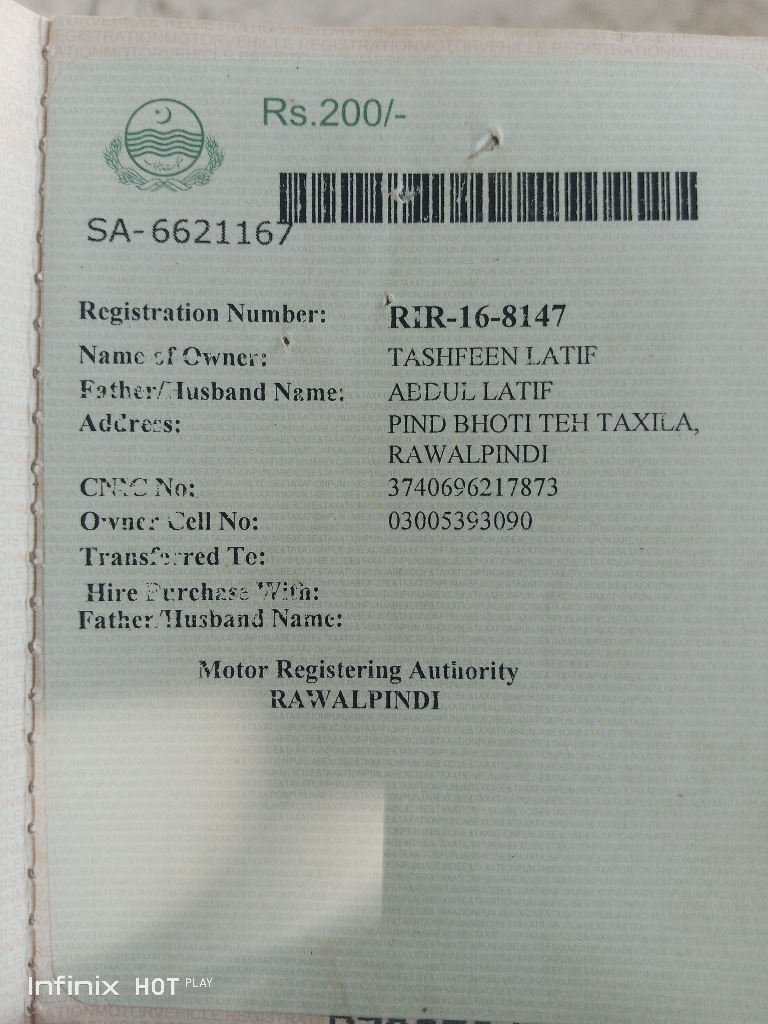 Rs.200/-
SA-6621167
Registration Number: RIR-16-8147
Name of Owner: TASHFEEN LATIF
Father/Husband Name: ABDUL LATIF
Address: PIND BHOTI TEH TAXILA,
RAWALPINDI
CNIC No: 3740696217873
Owner Cell No: 03005393090
Transferred To:
Hire Purchase With:
Father/Husband Name:
Motor Registering Authority
RAWALPINDI
Infinix HOT PLAY